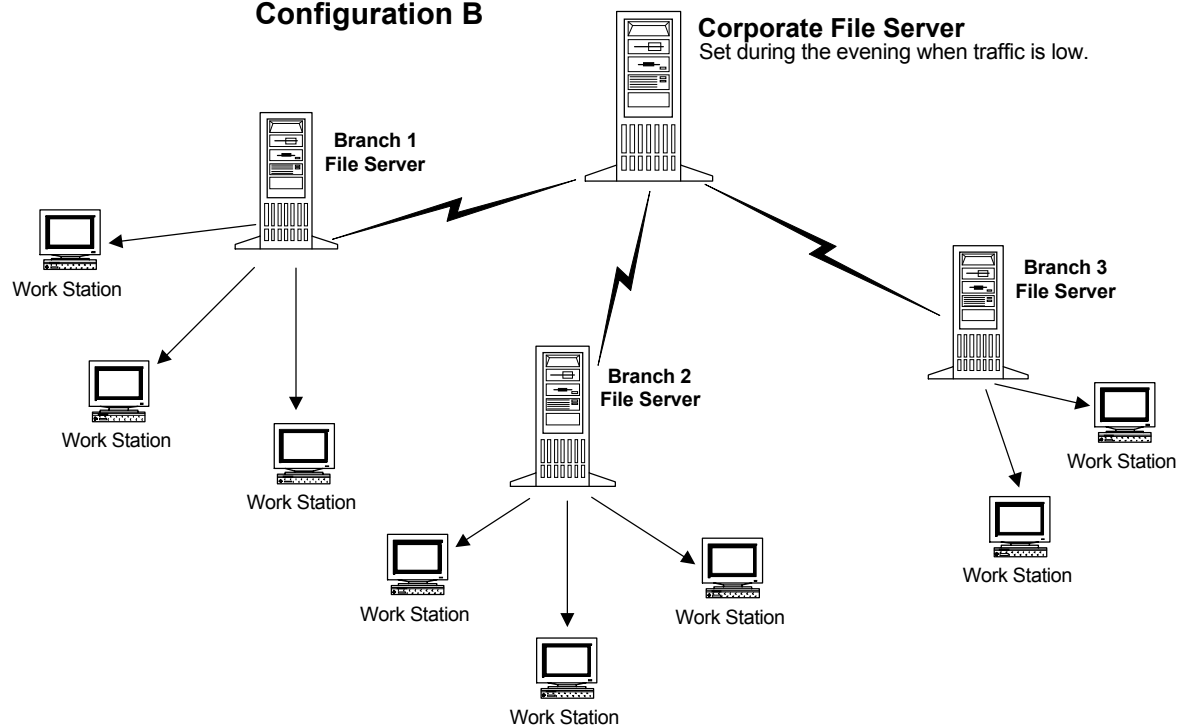 Configuration B
Corporate File Server
Set during the evening when traffic is low.
Branch 1
File Server
Work Station
Work Station
Work Station
Branch 2
File Server
Work Station
Work Station
Work Station
Branch 3
File Server
Work Station
Work Station